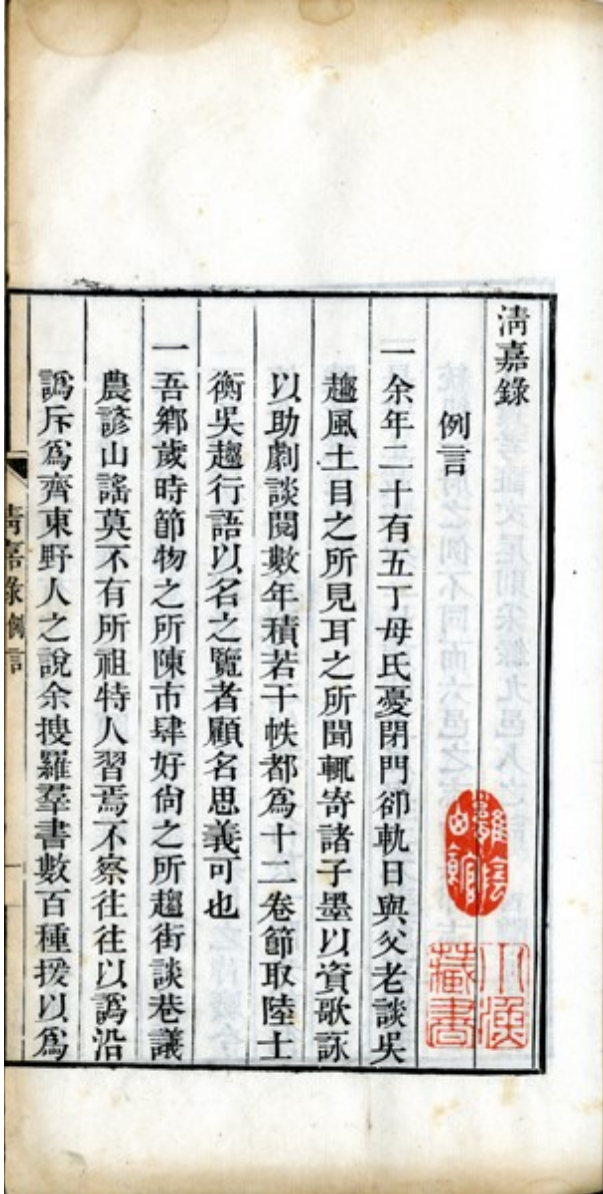 清嘉錄
例言
一余年二十有五丁母氏憂閉門卻軌日與父老談吳
趨風土目之所見耳之所聞輒寄諸子墨以資歌詠
以助劇談閱數年積若干帙都爲十二卷節取陸士
衡吳趨行語以名之覽者顧名思義可也
一吾鄉歲時節物之所陳市肆好尙之所趨街談巷議
農諺山謠莫不有所祖特人習焉不察往往以譌沿
譌斥爲齊東野人之說余搜羅羣書數百種援以爲
清嘉錄例言
一
藏書